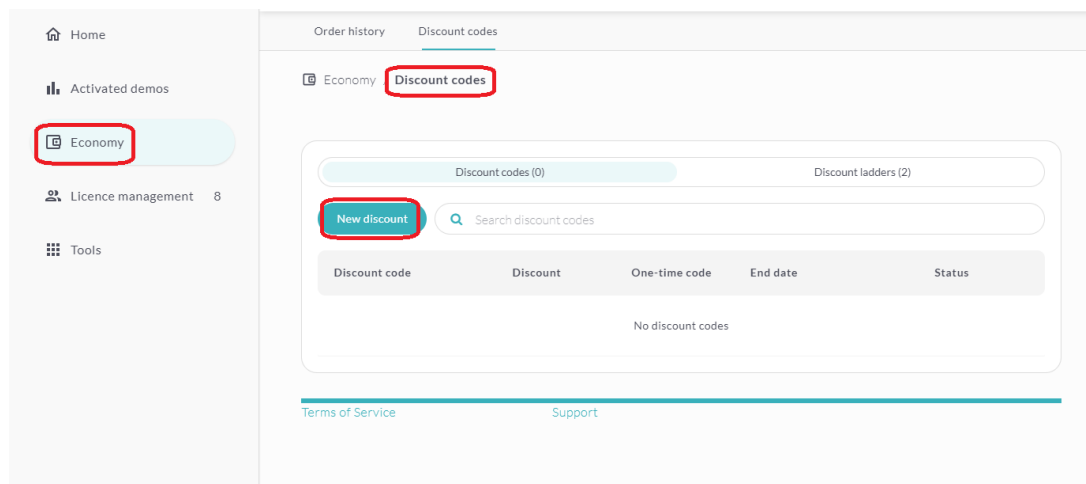 Home
Activated demos
Economy
Licence management 8
Tools
Order history Discount codes
Economy / Discount codes
Discount codes (0) Discount ladders (2)
New discount Search discount codes
Discount code Discount One-time code End date Status
No discount codes
Terms of Service Support